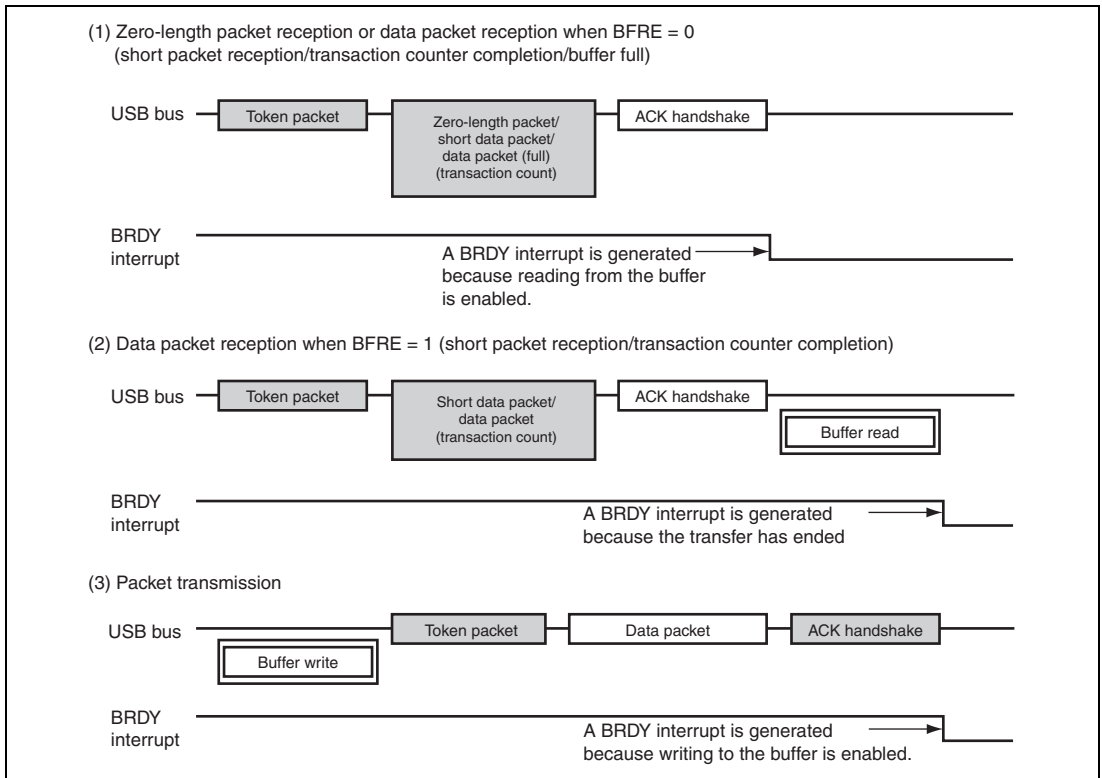 (1) Zero-length packet reception or data packet reception when BFRE = 0
(short packet reception/transaction counter completion/buffer full)
USB bus
Token packet
Zero-length packet/
short data packet/
data packet (full)
(transaction count)
ACK handshake
BRDY
interrupt
A BRDY interrupt is generated
because reading from the buffer
is enabled.
(2) Data packet reception when BFRE = 1 (short packet reception/transaction counter completion)
USB bus
Token packet
Short data packet/
data packet
(transaction count)
ACK handshake
Buffer read
BRDY
interrupt
A BRDY interrupt is generated
because the transfer has ended
(3) Packet transmission
USB bus
Token packet
Data packet
ACK handshake
Buffer write
BRDY
interrupt
A BRDY interrupt is generated
because writing to the buffer is enabled.